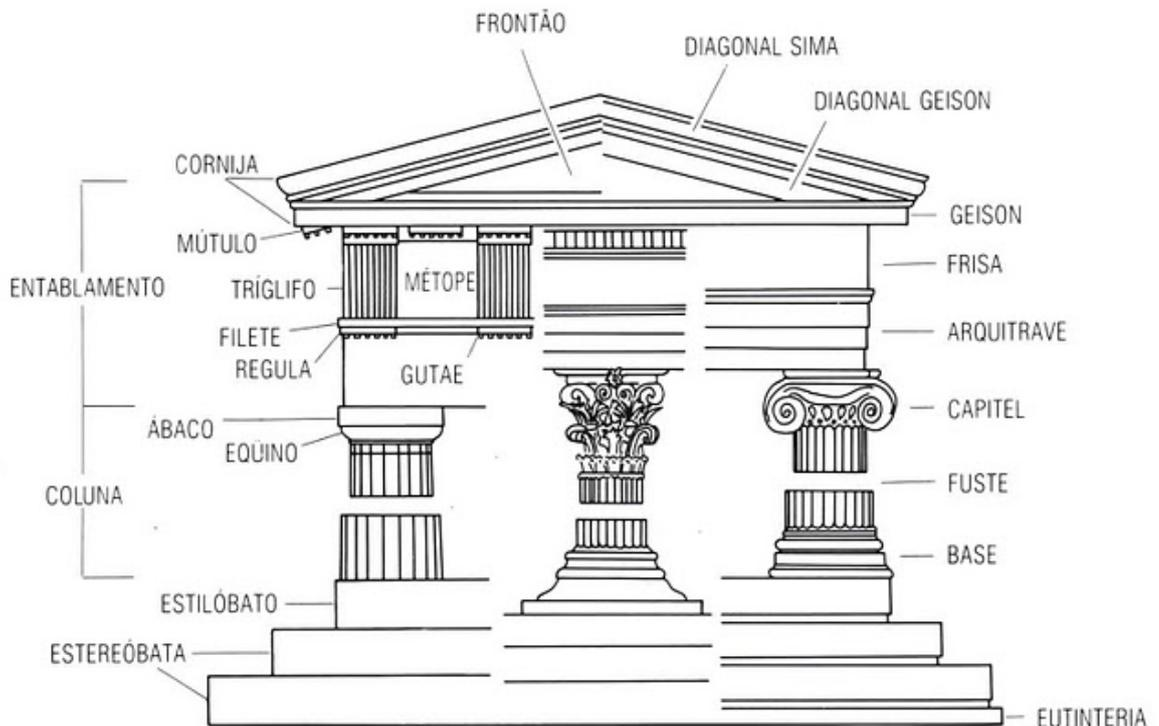 FRONTÃO
DIAGONAL SIMA
DIAGONAL GEISON
CORNIJA
GEISON
MÚTULO
FRISA
ENTABLAMENTO
TRÍGLIFO
MÉTOPE
FILETE
ARQUITRAVE
REGULA
GUTAE
ÁBACO
CAPITEL
EQÜINO
COLUNA
FUSTE
BASE
ESTILÓBATO
ESTEREÓBATA
EUTINTERIA